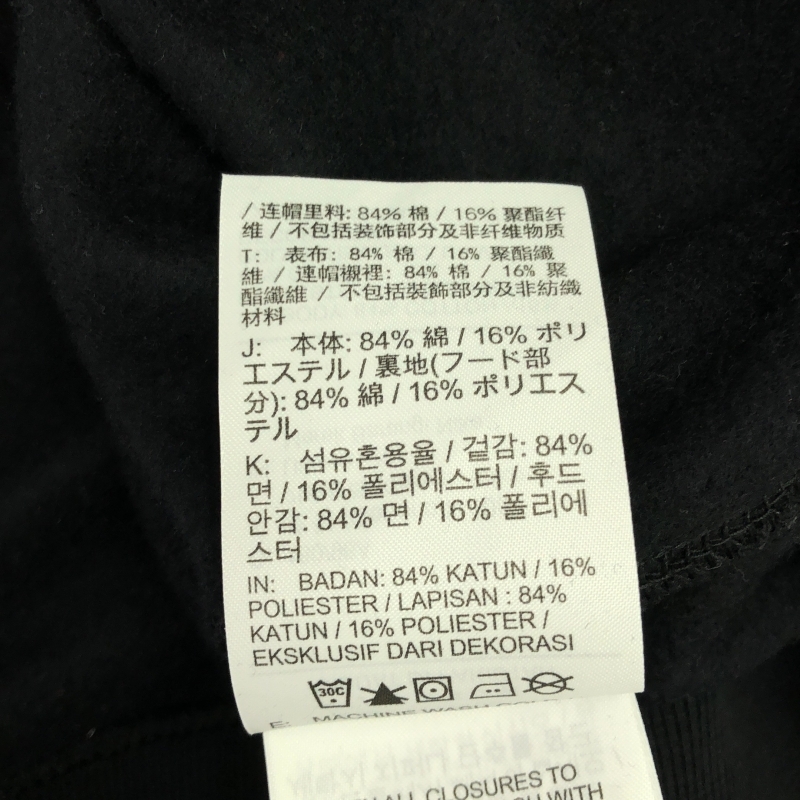 / 连帽里料: 84% 棉 / 16% 聚酯纤
维 / 不包括装饰部分及非纤维物质
T: 表布: 84% 棉 / 16% 聚酯纖
維 / 連帽襯裡: 84% 棉 / 16% 聚
酯纖維 / 不包括裝飾部分及非紡織
材料
J: 本体: 84% 綿 / 16% ポリ
エステル / 裏地(フード部
分): 84% 綿 / 16% ポリエス
テル
K: 섬유혼용율 / 겉감: 84%
면 / 16% 폴리에스터 / 후드
안감: 84% 면 / 16% 폴리에
스터
IN: BADAN: 84% KATUN / 16%
POLIESTER / LAPISAN : 84%
KATUN / 16% POLIESTER /
EKSKLUSIF DARI DEKORASI
30C
E: MACHINE WASH COLD
ALL CLOSURES TO
WITH